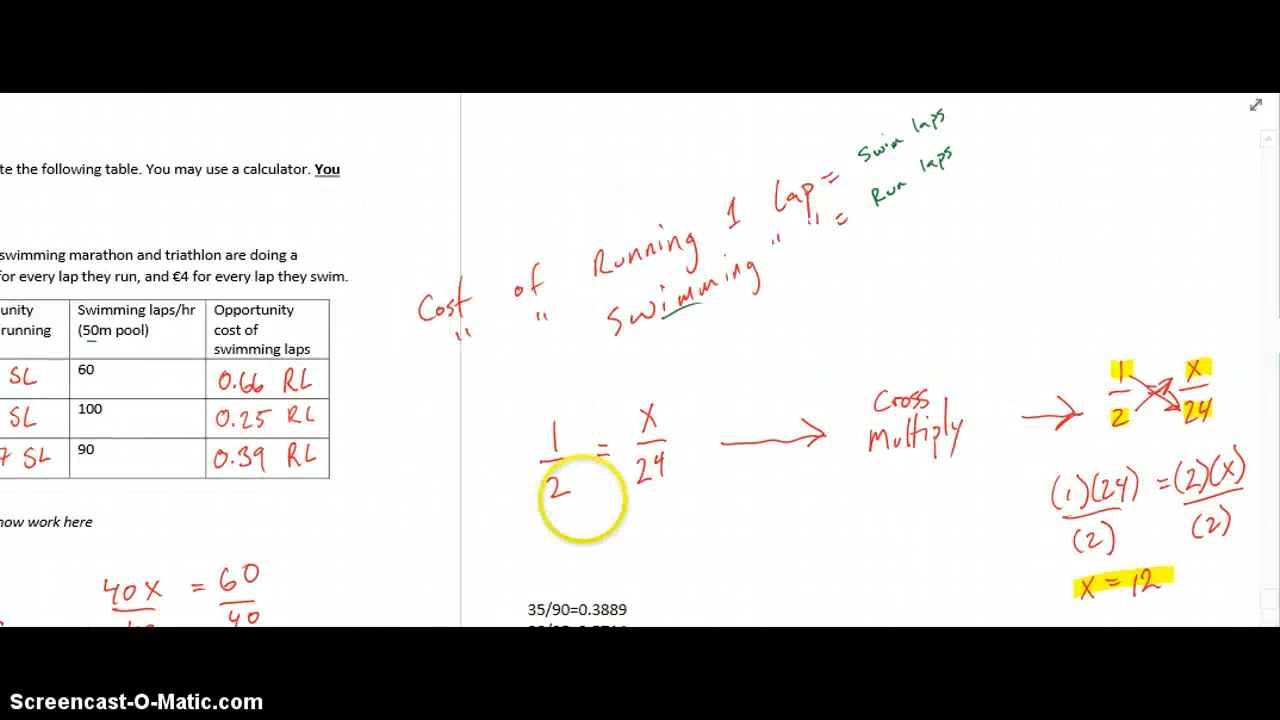 te the following table. You may use a calculator. You
swimming marathon and triathlon are doing a
for every lap they run, and €4 for every lap they swim.
unity running
Swimming laps/hr (50m pool)
Opportunity cost of swimming laps
SL 60 0.66 RL
SL 100 0.25 RL
7 SL 90 0.39 RL
now work here
40x = 60
40
Cost of Running 1 lap = Swim laps
" " Swimming " " = Run laps
1/2 = x/24
Cross multiply
1/2 x/24
(1)(24) = (2)(x)
(2) (2)
x = 12
35/90=0.3889
Screencast-O-Matic.com